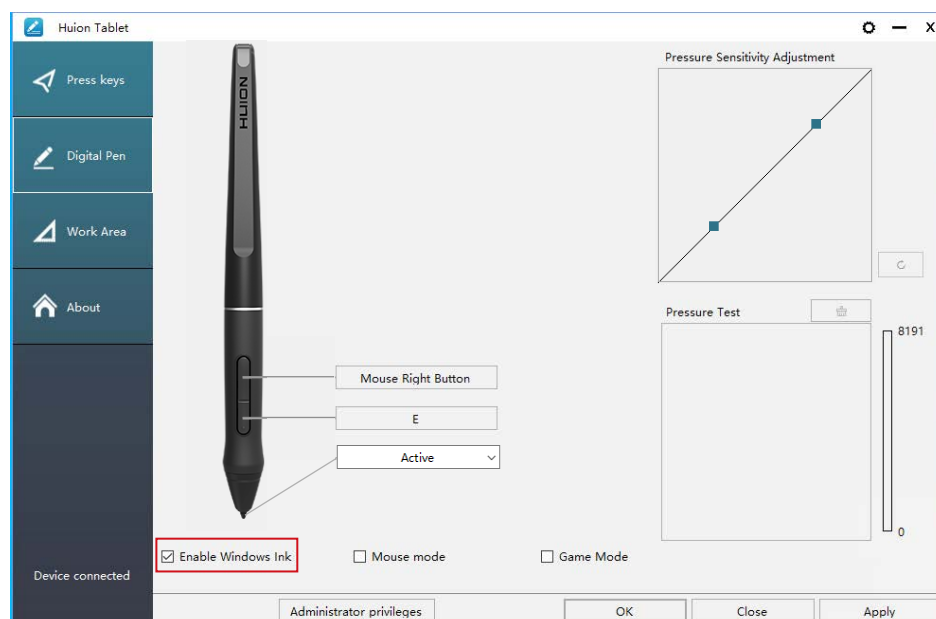 Huion Tablet
X
Press keys
Digital Pen
Work Area
About
Device connected
HUION
Mouse Right Button
E
Active
Enable Windows Ink
Mouse mode
Game Mode
Pressure Sensitivity Adjustment
Pressure Test
8191
0
Administrator privileges
OK
Close
Apply